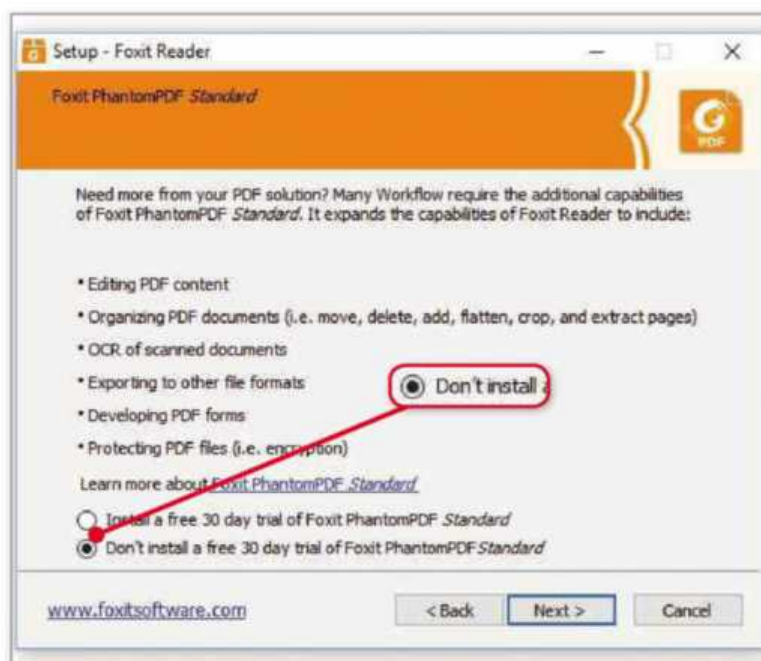 Setup - Foxit Reader
Foxit PhantomPDF Standard
G
PDF
Need more from your PDF solution? Many Workflow require the additional capabilities
of Foxit PhantomPDF Standard. It expands the capabilities of Foxit Reader to include:
• Editing PDF content
• Organizing PDF documents (i.e. move, delete, add, flatten, crop, and extract pages)
• OCR of scanned documents
• Exporting to other file formats
Don't install a
• Developing PDF forms
• Protecting PDF files (i.e. encryption)
Learn more about Foxit PhantomPDF Standard
Install a free 30 day trial of Foxit PhantomPDF Standard
Don't install a free 30 day trial of Foxit PhantomPDF Standard
www.foxitsoftware.com
< Back
Next >
Cancel